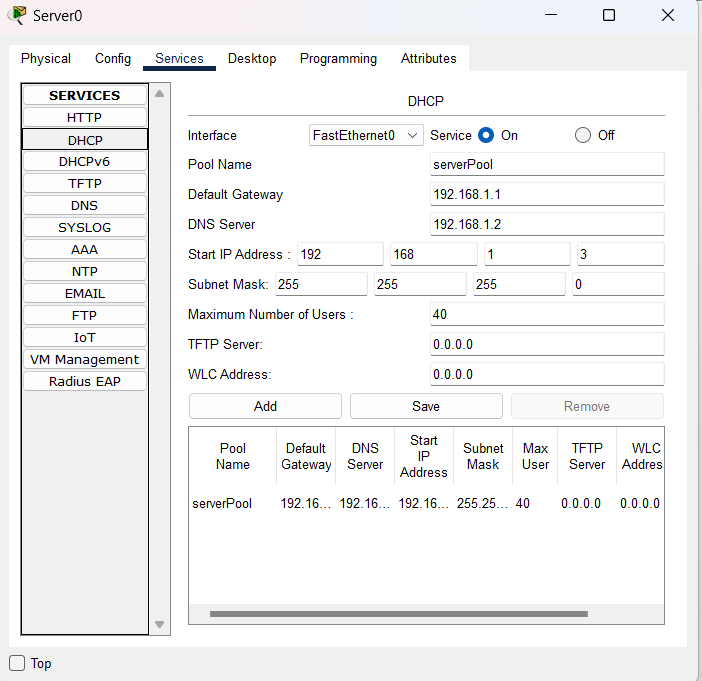 Server0
Physical Config Services Desktop Programming Attributes
SERVICES
HTTP
DHCP
DHCPv6
TFTP
DNS
SYSLOG
AAA
NTP
EMAIL
FTP
IoT
VM Management
Radius EAP
DHCP
Interface FastEthernet0 Service On Off
Pool Name serverPool
Default Gateway 192.168.1.1
DNS Server 192.168.1.2
Start IP Address : 192 168 1 3
Subnet Mask: 255 255 255 0
Maximum Number of Users : 40
TFTP Server: 0.0.0.0
WLC Address: 0.0.0.0
Add Save Remove
Pool Name Default Gateway DNS Server Start IP Address Subnet Mask Max User TFTP Server WLC Addres
serverPool 192.16... 192.16... 192.16... 255.25... 40 0.0.0.0 0.0.0.0
Top